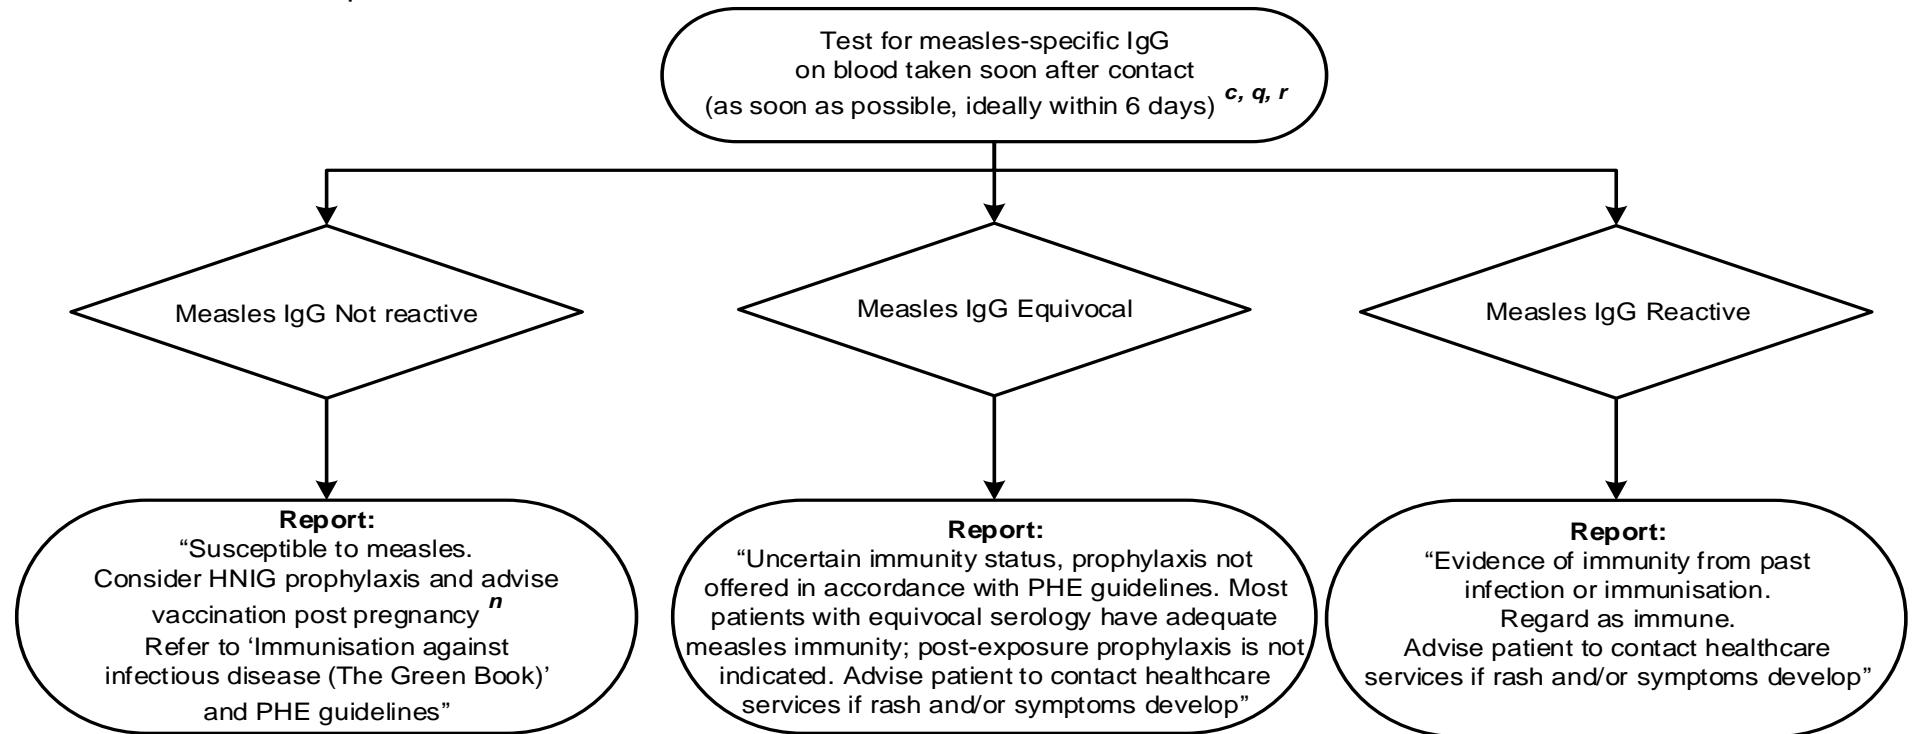 Test for measles-specific IgG
on blood taken soon after contact
(as soon as possible, ideally within 6 days) c, q, r
Measles IgG Not reactive
Measles IgG Equivocal
Measles IgG Reactive
Report:
“Susceptible to measles.
Consider HNIG prophylaxis and advise
vaccination post pregnancy n
Refer to ‘Immunisation against
infectious disease (The Green Book)’
and PHE guidelines”
Report:
“Uncertain immunity status, prophylaxis not
offered in accordance with PHE guidelines. Most
patients with equivocal serology have adequate
measles immunity; post-exposure prophylaxis is not
indicated. Advise patient to contact healthcare
services if rash and/or symptoms develop”
Report:
“Evidence of immunity from past
infection or immunisation.
Regard as immune.
Advise patient to contact healthcare
services if rash and/or symptoms develop”